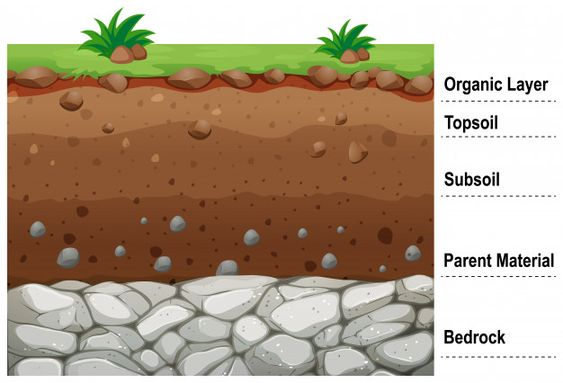 Organic Layer
Topsoil
Subsoil
Parent Material
Bedrock